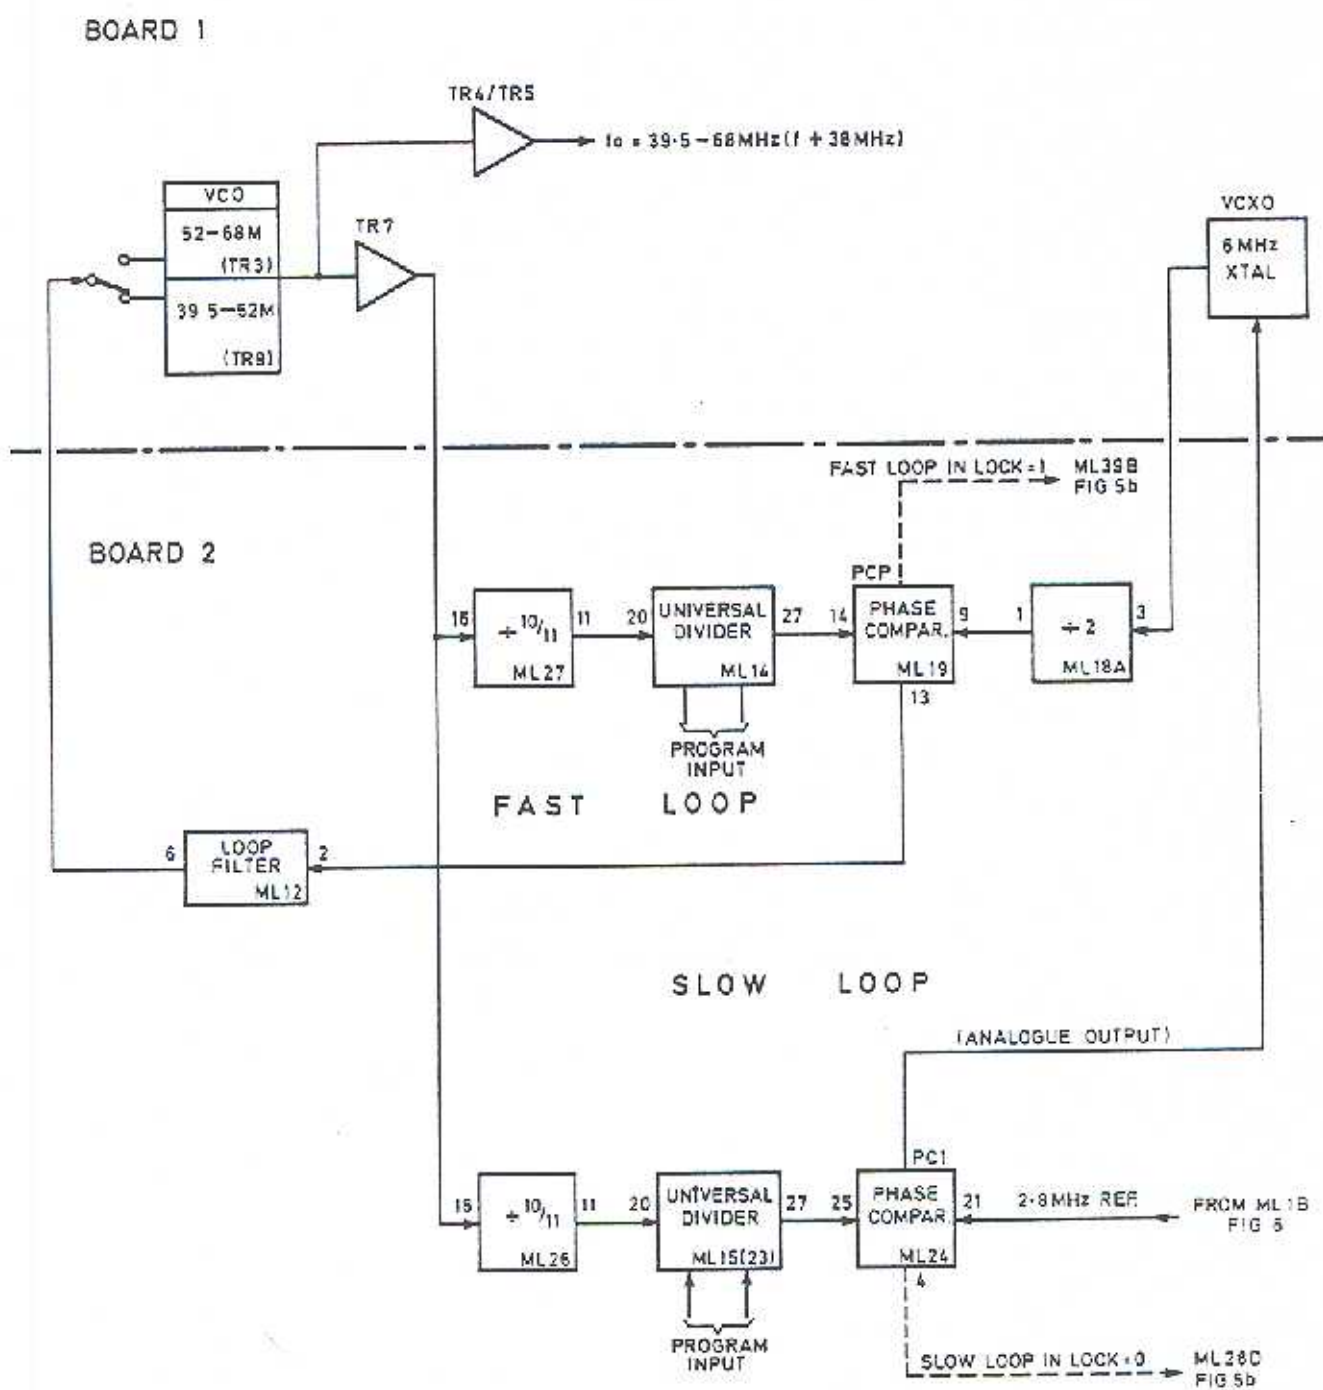 BOARD 1
TR4/TR5
fo = 39·5-68MHz(f + 38MHz)
VCO
52-68M
(TR3)
39 5-52M
(TR9)
TR7
VCXO
6MHz
XTAL
FAST LOOP IN LOCK=1
ML39B
FIG 5b
BOARD 2
PCP
16
÷ 10/11
ML27
11
20
UNIVERSAL
DIVIDER
ML14
27
14
PHASE
COMPAR.
ML19
9
1
÷ 2
ML18A
3
13
PROGRAM
INPUT
FAST LOOP
6
LOOP
FILTER
ML12
2
SLOW LOOP
(ANALOGUE OUTPUT)
PC1
15
÷ 10/11
ML26
11
20
UNIVERSAL
DIVIDER
ML15(23)
27
25
PHASE
COMPAR.
ML24
21
2·8MHz REF.
FROM ML1B
FIG 5
4
PROGRAM
INPUT
SLOW LOOP IN LOCK=0
ML28D
FIG 5b